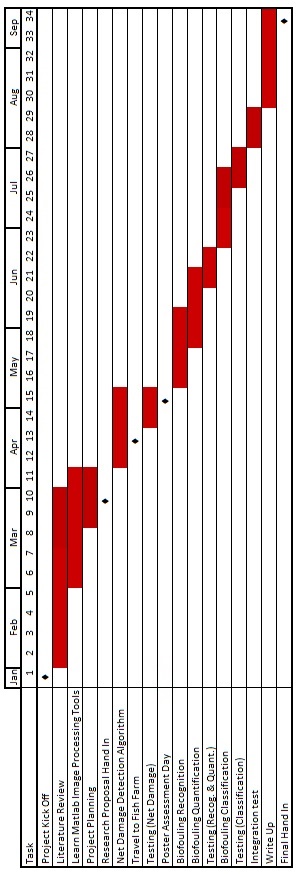 Jan Feb Mar Apr May Jun Jul Aug Sep
Task 1 2 3 4 5 6 7 8 9 10 11 12 13 14 15 16 17 18 19 20 21 22 23 24 25 26 27 28 29 30 31 32 33 34
Project Kick Off
Literature Review
Learn Matlab Image Processing Tools
Project Planning
Research Proposal Hand In
Net Damage Detection Algorithm
Travel to Fish Farm
Testing (Net Damage)
Poster Assessment Day
Biofouling Recognition
Biofouling Quantification
Testing (Recog. & Quant.)
Biofouling Classification
Testing (Classification)
Integration test
Write Up
Final Hand In